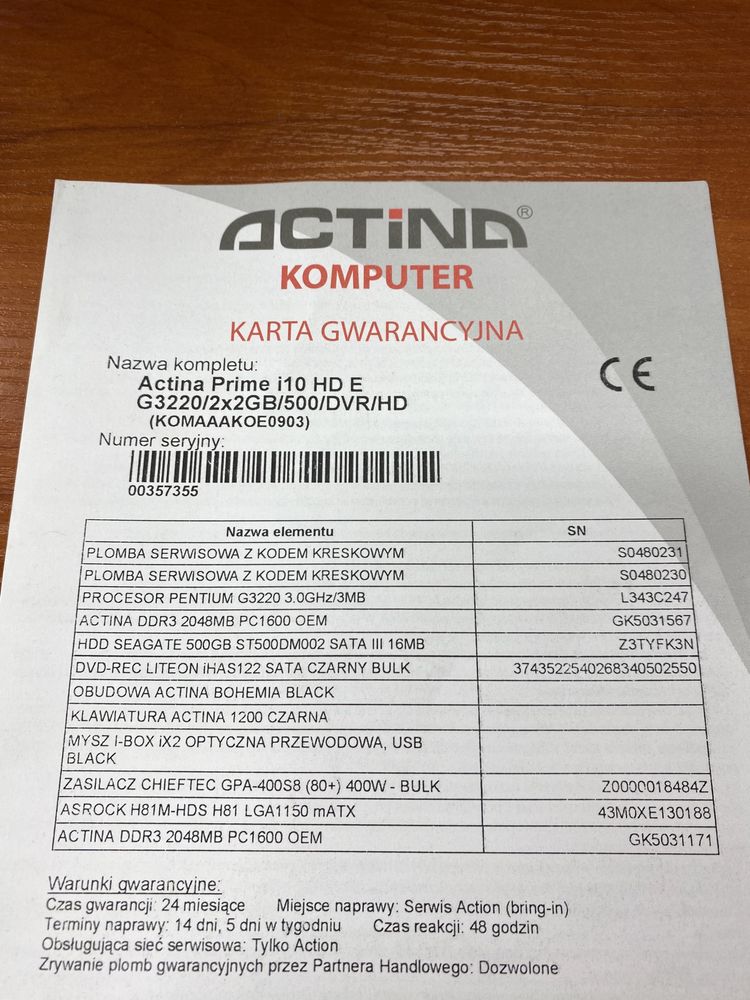 ACTiNA®
KOMPUTER
KARTA GWARANCYJNA
Nazwa kompletu:
Actina Prime i10 HD E
G3220/2x2GB/500/DVR/HD
(KOMAAAKOE0903)
CE
Numer seryjny:
00357355
Nazwa elementu SN
PLOMBA SERWISOWA Z KODEM KRESKOWYM S0480231
PLOMBA SERWISOWA Z KODEM KRESKOWYM S0480230
PROCESOR PENTIUM G3220 3.0GHz/3MB L343C247
ACTINA DDR3 2048MB PC1600 OEM GK5031567
HDD SEAGATE 500GB ST500DM002 SATA III 16MB Z3TYFK3N
DVD-REC LITEON iHAS122 SATA CZARNY BULK 3743522540268340502550
OBUDOWA ACTINA BOHEMIA BLACK
KLAWIATURA ACTINA 1200 CZARNA
MYSZ I-BOX iX2 OPTYCZNA PRZEWODOWA, USB
BLACK
ZASILACZ CHIEFTEC GPA-400S8 (80+) 400W - BULK Z0000018484Z
ASROCK H81M-HDS H81 LGA1150 mATX 43M0XE130188
ACTINA DDR3 2048MB PC1600 OEM GK5031171
Warunki gwarancyjne:
Czas gwarancji: 24 miesiące Miejsce naprawy: Serwis Action (bring-in)
Terminy naprawy: 14 dni, 5 dni w tygodniu Czas reakcji: 48 godzin
Obsługująca sieć serwisowa: Tylko Action
Zrywanie plomb gwarancyjnych przez Partnera Handlowego: Dozwolone